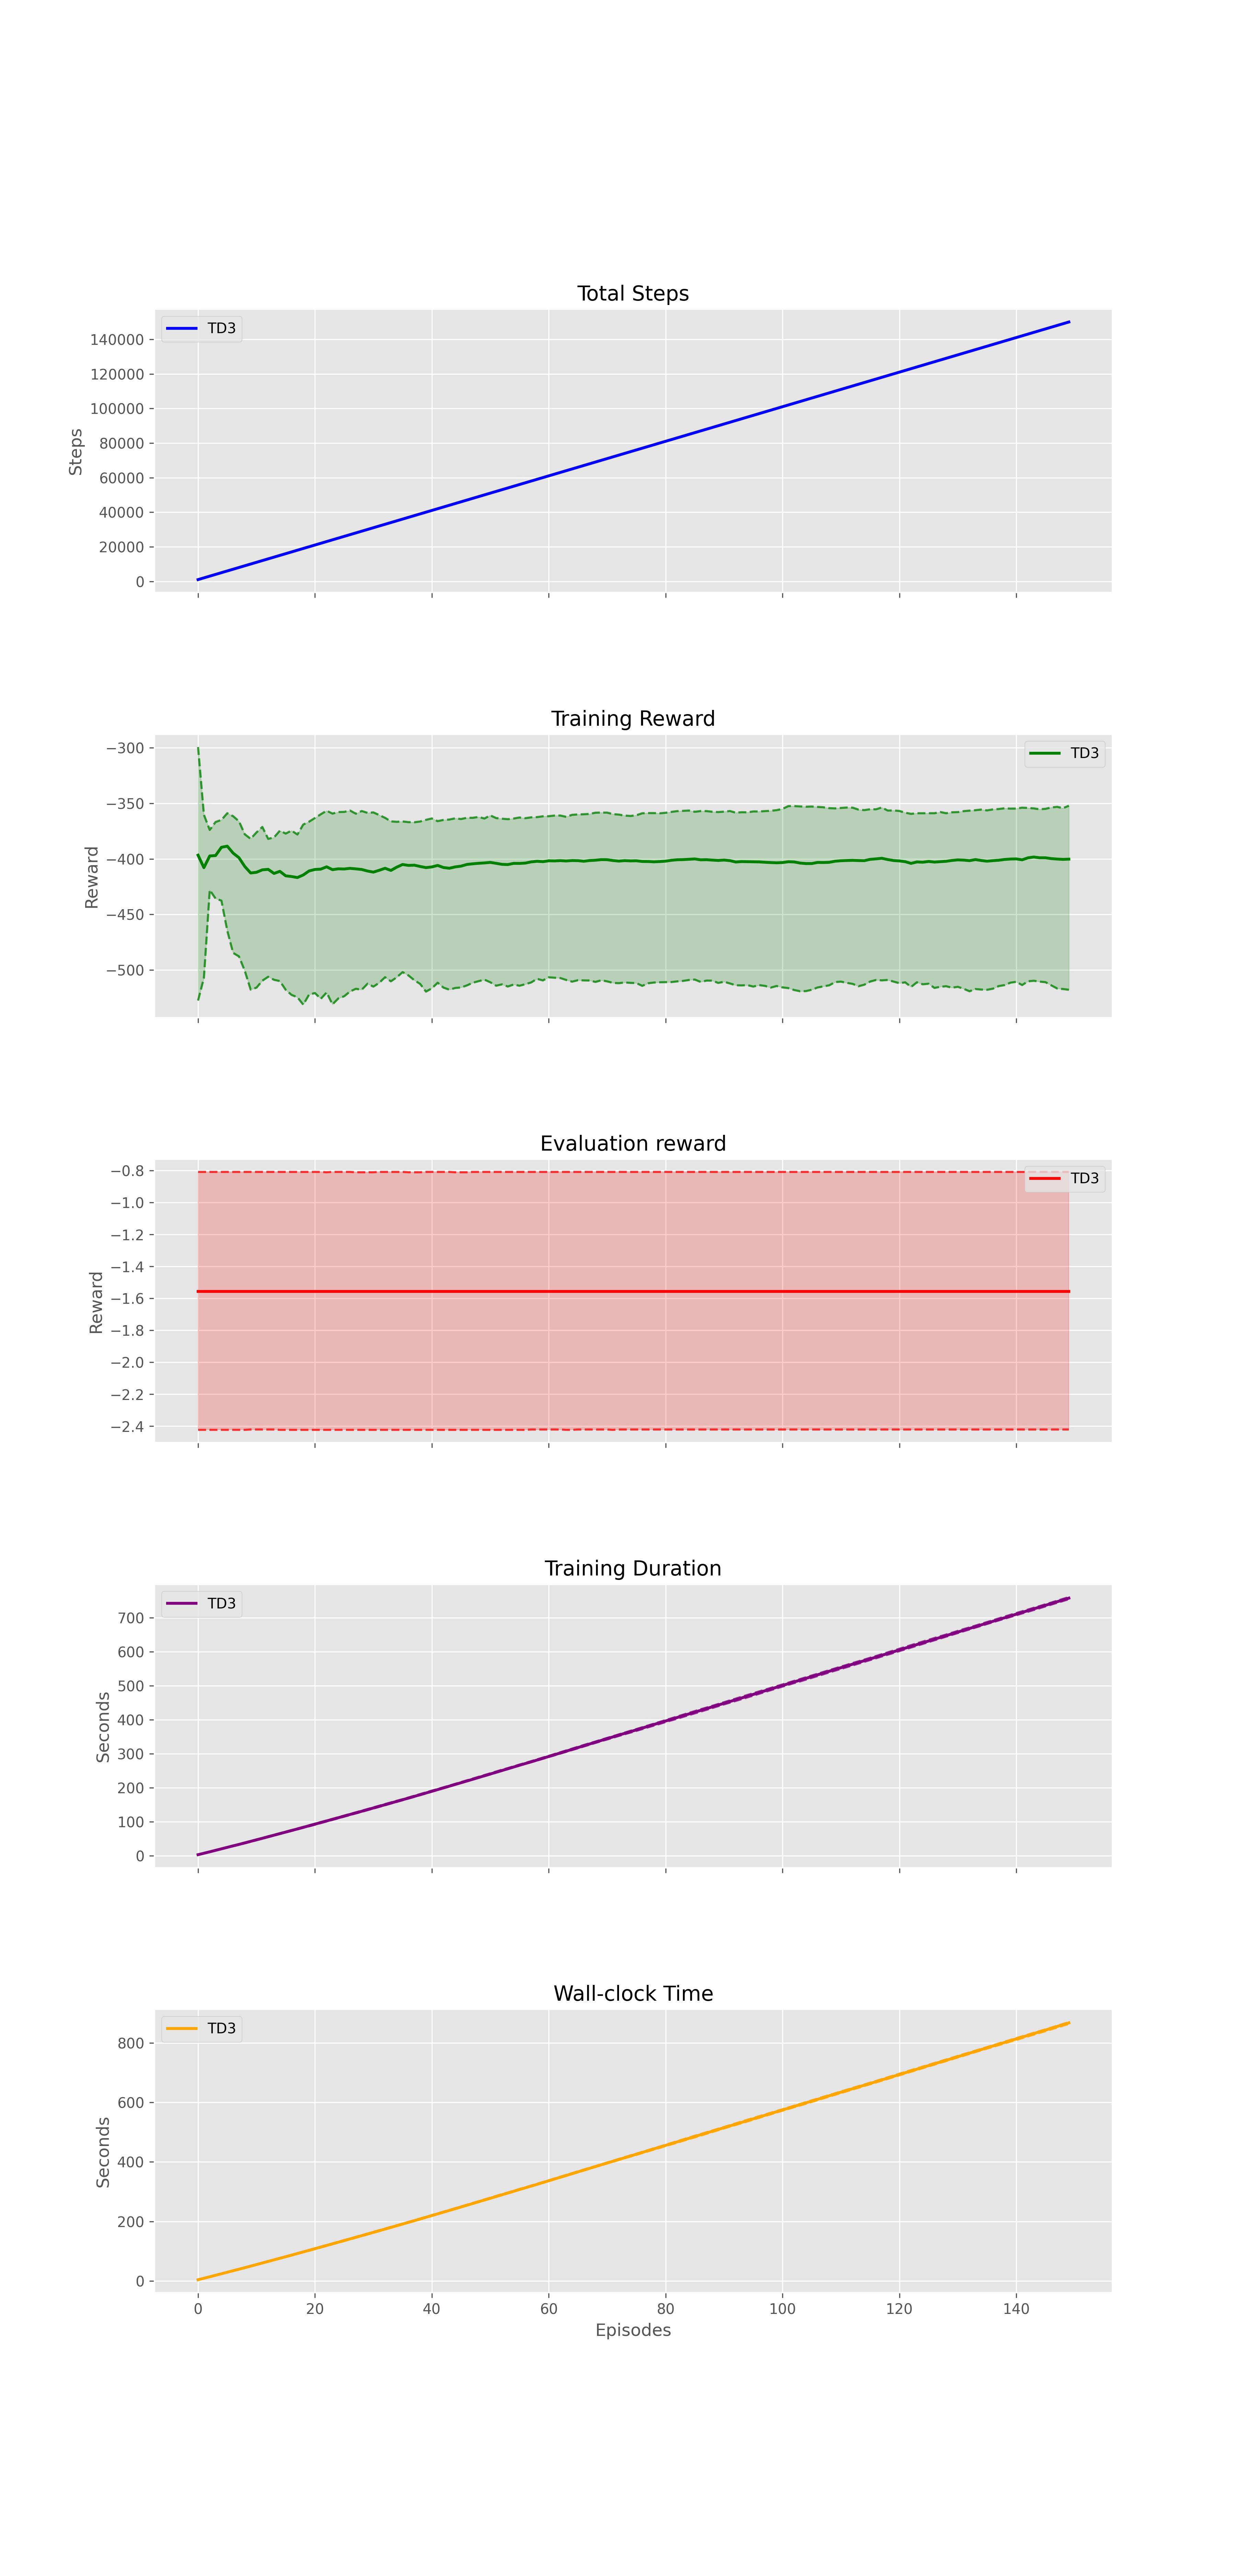 Total Steps
TD3
140000
120000
100000
80000
60000
40000
20000
0
Steps
Training Reward
TD3
−300
−350
−400
−450
−500
Reward
Evaluation reward
TD3
−0.8
−1.0
−1.2
−1.4
−1.6
−1.8
−2.0
−2.2
−2.4
Reward
Training Duration
TD3
700
600
500
400
300
200
100
0
Seconds
Wall-clock Time
TD3
800
600
400
200
0
Seconds
0 20 40 60 80 100 120 140
Episodes